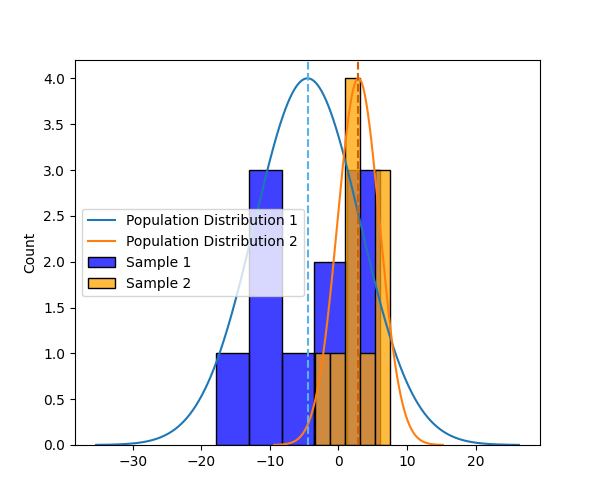 4.0
3.5
3.0
2.5
2.0
1.5
1.0
0.5
0.0
Count
Population Distribution 1
Population Distribution 2
Sample 1
Sample 2
−30 −20 −10 0 10 20